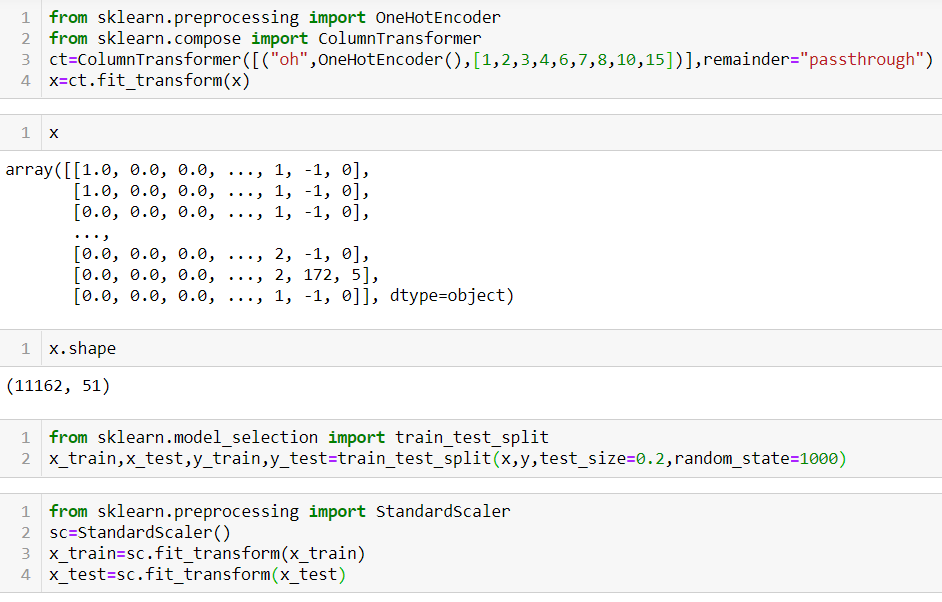 1 from sklearn.preprocessing import OneHotEncoder
2 from sklearn.compose import ColumnTransformer
3 ct=ColumnTransformer([("oh",OneHotEncoder(),[1,2,3,4,6,7,8,10,15])],remainder="passthrough")
4 x=ct.fit_transform(x)
1 x
array([[1.0, 0.0, 0.0, ..., 1, -1, 0],
       [1.0, 0.0, 0.0, ..., 1, -1, 0],
       [0.0, 0.0, 0.0, ..., 1, -1, 0],
       ...,
       [0.0, 0.0, 0.0, ..., 2, -1, 0],
       [0.0, 0.0, 0.0, ..., 2, 172, 5],
       [0.0, 0.0, 0.0, ..., 1, -1, 0]], dtype=object)
1 x.shape
(11162, 51)
1 from sklearn.model_selection import train_test_split
2 x_train,x_test,y_train,y_test=train_test_split(x,y,test_size=0.2,random_state=1000)
1 from sklearn.preprocessing import StandardScaler
2 sc=StandardScaler()
3 x_train=sc.fit_transform(x_train)
4 x_test=sc.fit_transform(x_test)